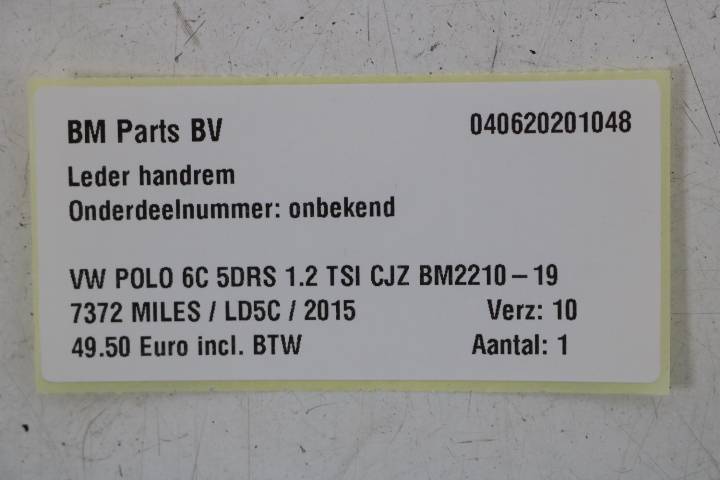 BM Parts BV 040620201048
Leder handrem
Onderdeelnummer: onbekend
VW POLO 6C 5DRS 1.2 TSI CJZ BM2210 – 19
7372 MILES / LD5C / 2015 Verz: 10
49.50 Euro incl. BTW Aantal: 1